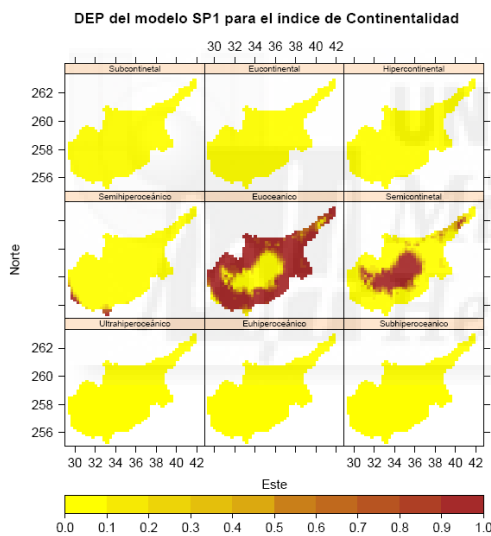 DEP del modelo SP1 para el índice de Continentalidad
30 32 34 36 38 40 42
Subcontinetal Eucontinental Hipercontinental
262
260
258
256
Semihiperoceánico Euoceanico Semicontinental
Norte
Ultrahiperoceánico Euhiperoceánico Subhiperoceanico
262
260
258
256
30 32 34 36 38 40 42 30 32 34 36 38 40 42
Este
0.0 0.1 0.2 0.3 0.4 0.5 0.6 0.7 0.8 0.9 1.0